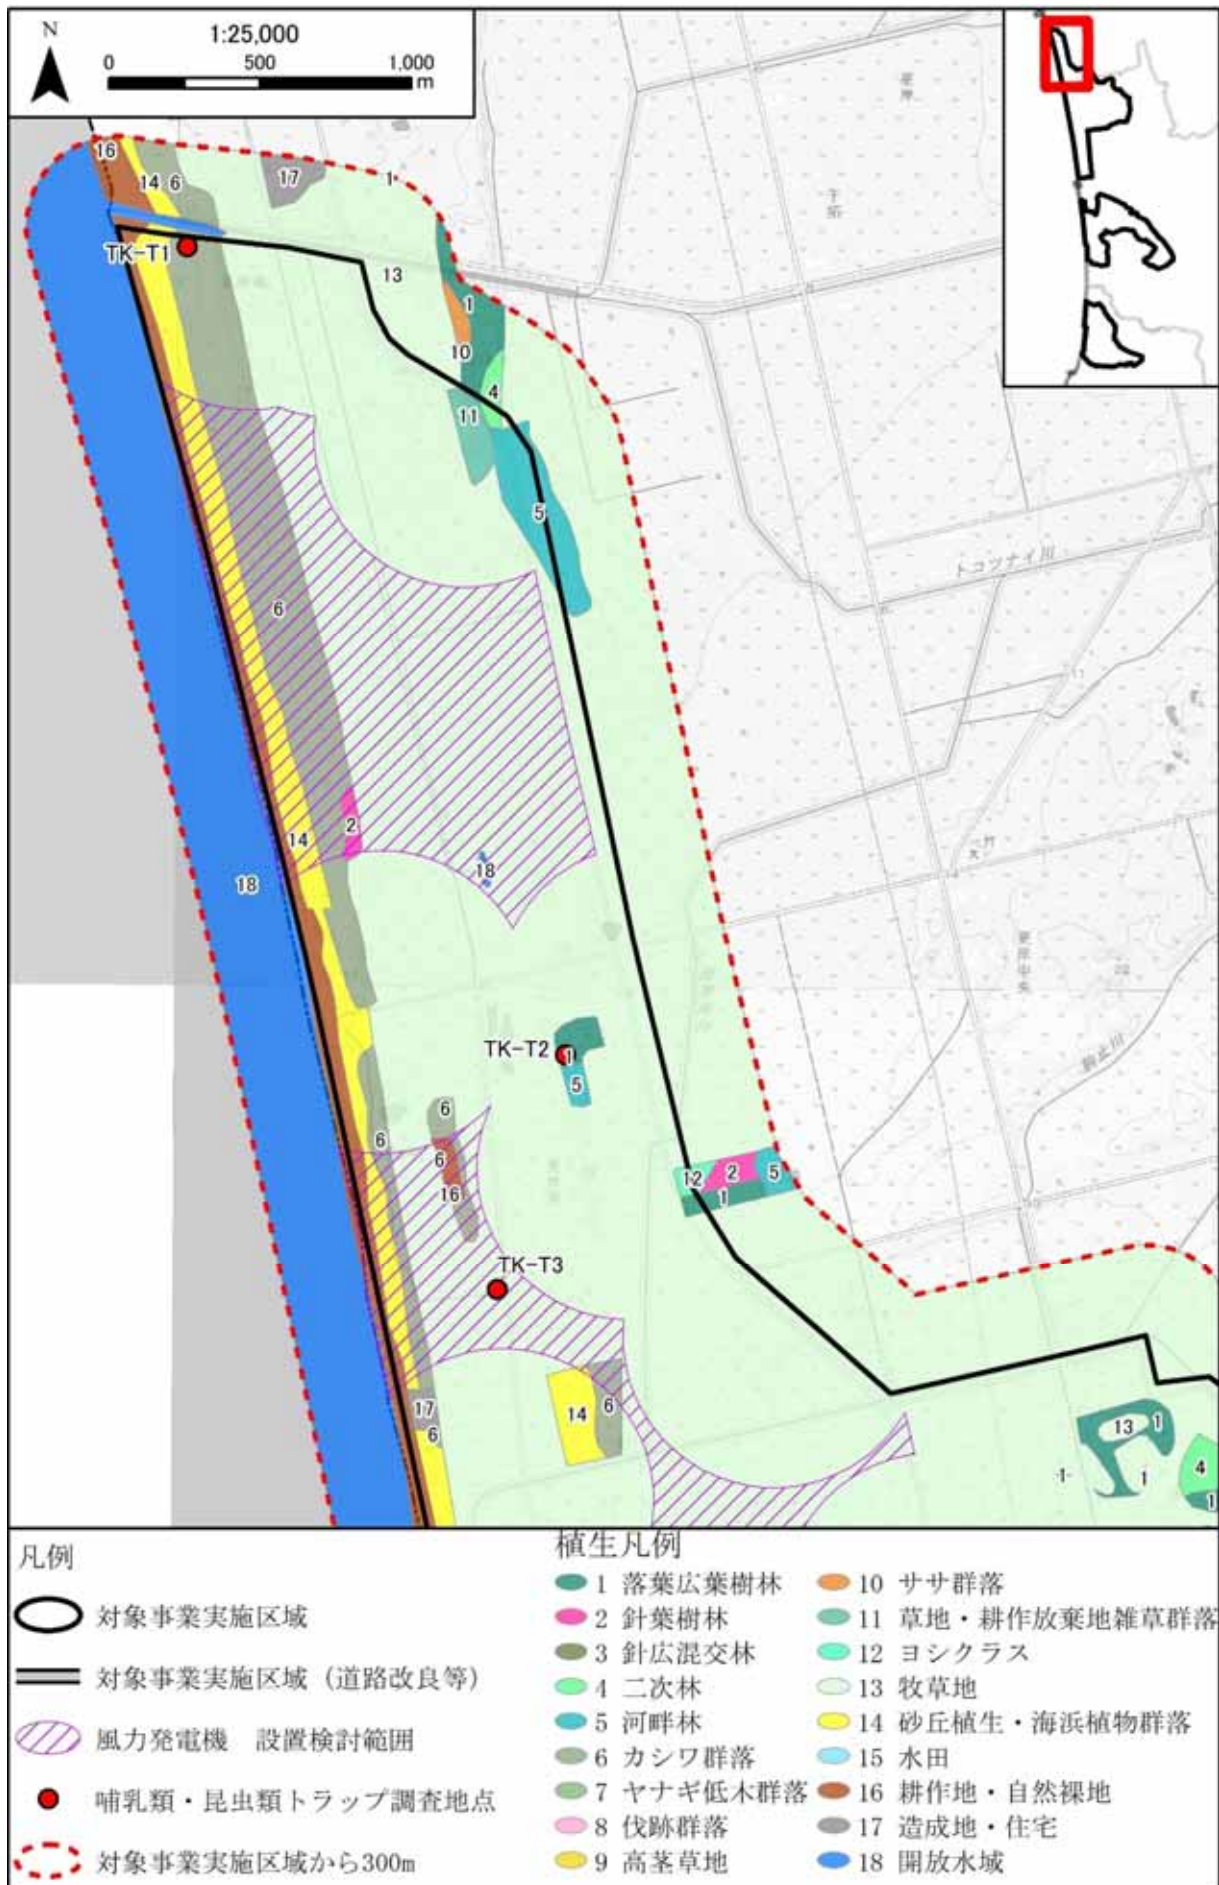 N
1:25,000
0 500 1,000
m
16
14 6
17
1
TK-T1
13
1
10
4
11
5
トコツナイ川
6
2
14
18
18
TK-T2
1
5
6
6
6
16
12
2
5
1
TK-T3
14
6
17
6
13
1
1
1
4
1
凡例
対象事業実施区域
対象事業実施区域(道路改良等)
風力発電機 設置検討範囲
哺乳類・昆虫類トラップ調査地点
対象事業実施区域から300m
植生凡例
1 落葉広葉樹林
2 針葉樹林
3 針広混交林
4 二次林
5 河畔林
6 カシワ群落
7 ヤナギ低木群落
8 伐跡群落
9 高茎草地
10 ササ群落
11 草地・耕作放棄地雑草群落
12 ヨシクラス
13 牧草地
14 砂丘植生・海浜植物群落
15 水田
16 耕作地・自然裸地
17 造成地・住宅
18 開放水域